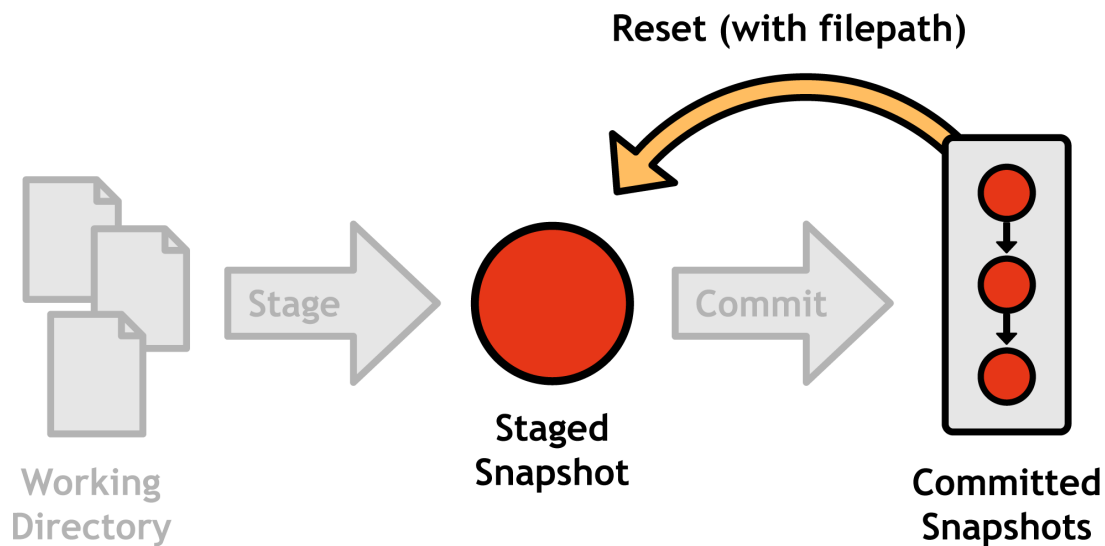 Reset (with filepath)
Stage
Commit
Staged
Snapshot
Working
Directory
Committed
Snapshots